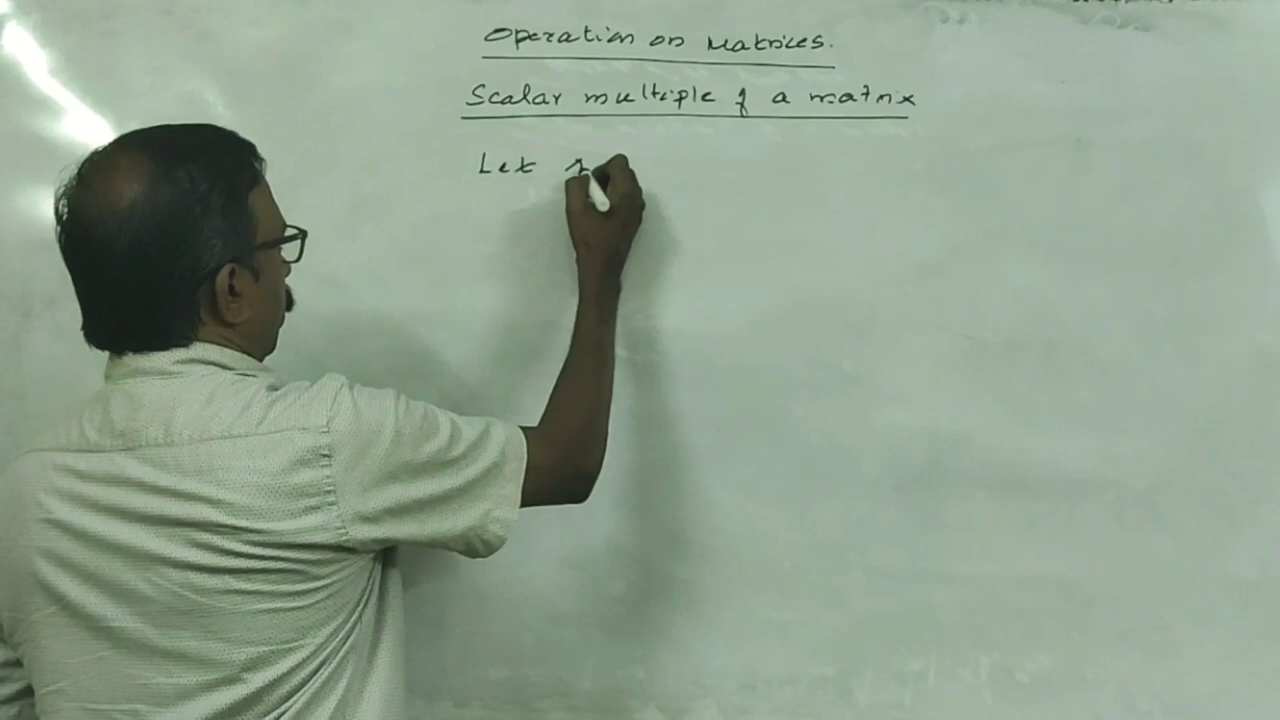 Operation on Matrices.
Scalar multiple of a matrix
Let